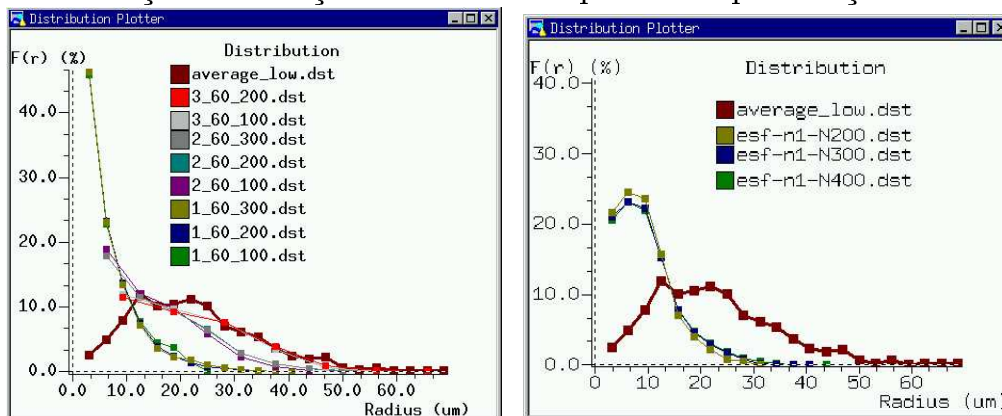 Distribution Plotter
F(r) (%)
Distribution
average_low.dst
3_60_200.dst
3_60_100.dst
2_60_300.dst
2_60_200.dst
2_60_100.dst
1_60_300.dst
1_60_200.dst
1_60_100.dst
40.0
30.0
20.0
10.0
0.0
0.0 10.0 20.0 30.0 40.0 50.0 60.0
Radius (um)
Distribution Plotter
F(r) (%)
Distribution
average_low.dst
esf-n1-N200.dst
esf-n1-N300.dst
esf-n1-N400.dst
40.0
30.0
20.0
10.0
0.0
0 10 20 30 40 50 60
Radius (um)